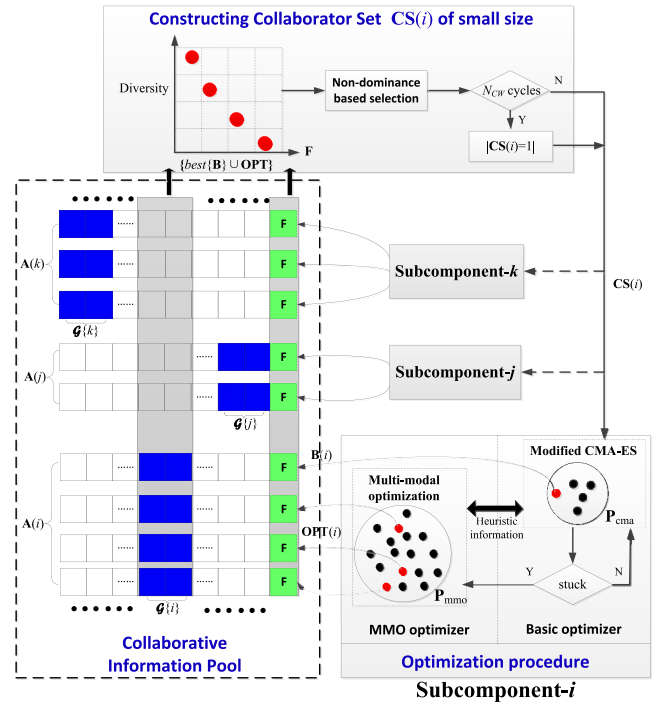 Constructing Collaborator Set CS(i) of small size
Diversity
F
{best{B} ∪ OPT}
Non-dominance
based selection
N_CW cycles
N
Y
|CS(i)=1|
CS(i)
A(k)
......
F
......
F
......
F
𝓖{k}
Subcomponent-k
A(j)
......
F
......
F
𝓖{j}
Subcomponent-j
A(i)
......
......
F
B(i)
......
......
F
OPT(i)
......
......
F
......
......
F
𝓖{i}
Collaborative
Information Pool
Modified CMA-ES
P_cma
Multi-modal
optimization
Heuristic
information
P_mmo
Y
stuck
N
MMO optimizer
Basic optimizer
Optimization procedure
Subcomponent-i